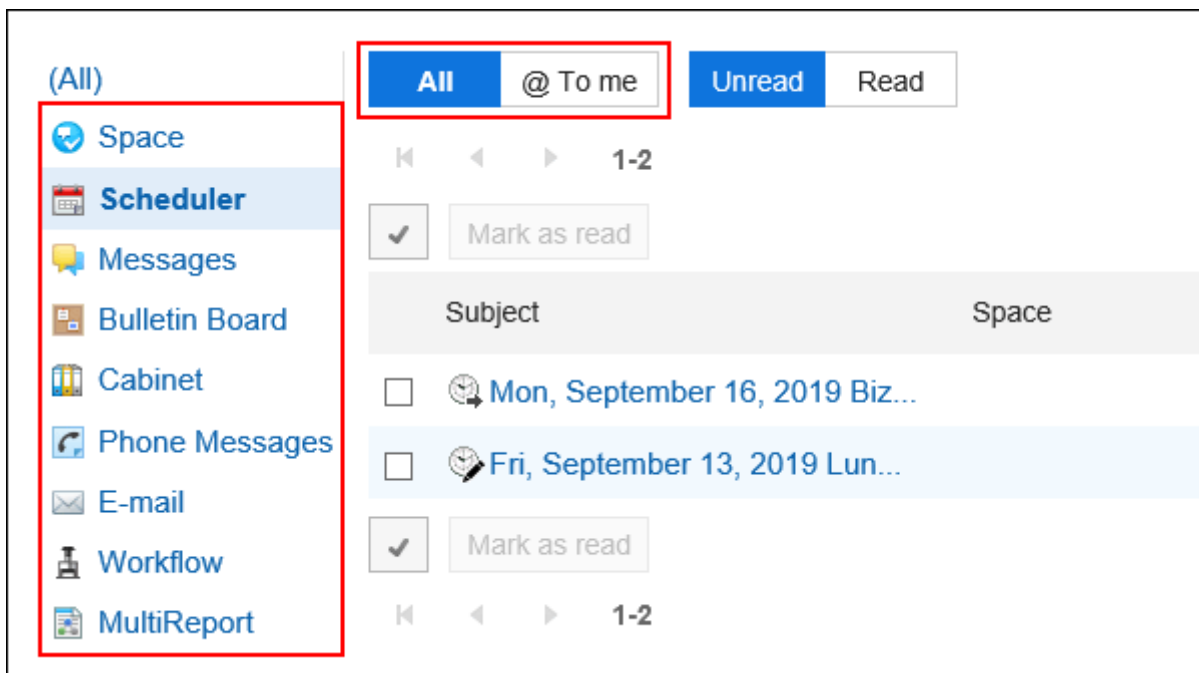 (All)
Space
Scheduler
Messages
Bulletin Board
Cabinet
Phone Messages
E-mail
Workflow
MultiReport
All @ To me Unread Read
1-2
Mark as read
Subject Space
Mon, September 16, 2019 Biz...
Fri, September 13, 2019 Lun...
Mark as read
1-2